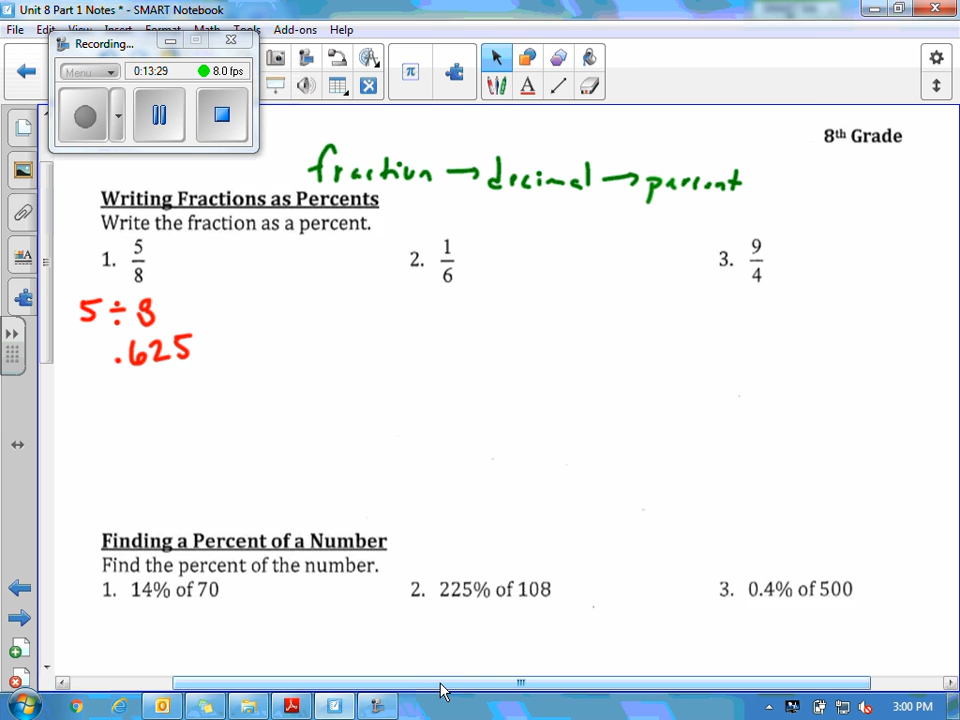 Unit 8 Part 1 Notes * - SMART Notebook
File Edit View Insert Format Math Tools Add-ons Help
Recording...
Menu 0:13:29 8.0 fps
8th Grade
fraction → decimal → percent
Writing Fractions as Percents
Write the fraction as a percent.
1. 5/8 2. 1/6 3. 9/4
5 ÷ 8
.625
Finding a Percent of a Number
Find the percent of the number.
1. 14% of 70 2. 225% of 108 3. 0.4% of 500
3:00 PM